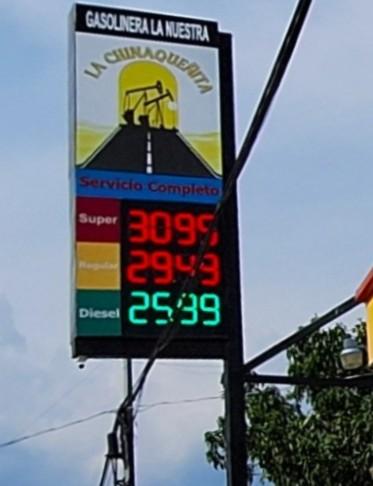 GASOLINERA LA NUESTRA
LA CHINAQUEÑITA
Servicio Completo
Super 3099
Regular 2949
Diesel 2599